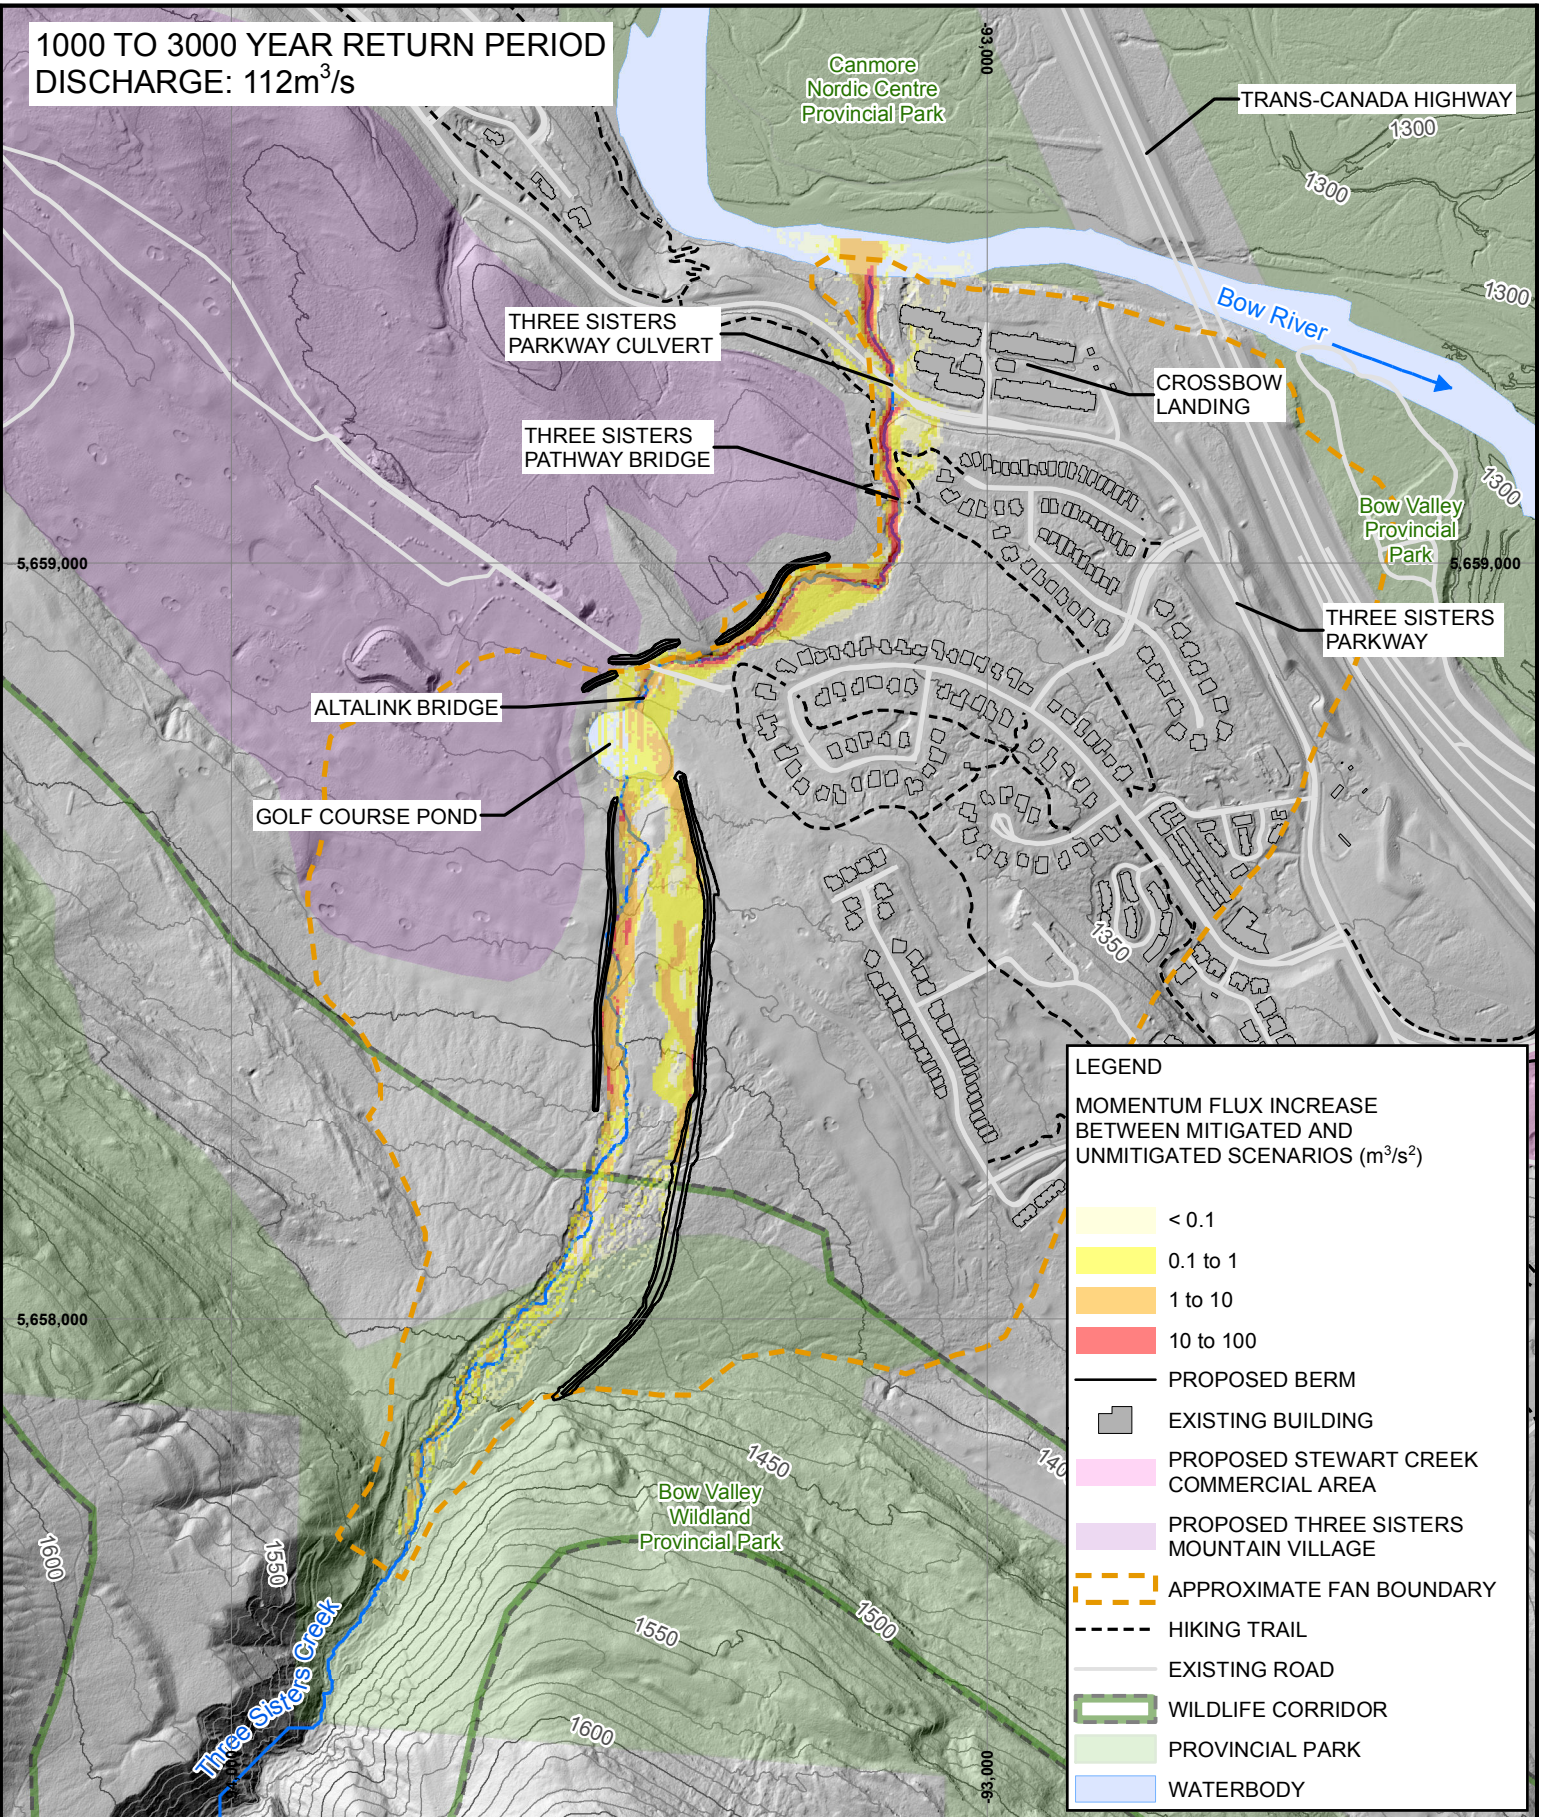 1000 TO 3000 YEAR RETURN PERIOD
DISCHARGE: 112m³/s
Canmore
Nordic Centre
Provincial Park
-93,000
TRANS-CANADA HIGHWAY
1300
1300
1300
Bow River
THREE SISTERS
PARKWAY CULVERT
CROSSBOW
LANDING
THREE SISTERS
PATHWAY BRIDGE
1300
Bow Valley
Provincial
Park
5,659,000
5,659,000
THREE SISTERS
PARKWAY
ALTALINK BRIDGE
GOLF COURSE POND
1350
5,658,000
1450
Bow Valley
Wildland
Provincial Park
1600
1550
1550
1500
1600
Three Sisters Creek
-93,000
LEGEND
MOMENTUM FLUX INCREASE
BETWEEN MITIGATED AND
UNMITIGATED SCENARIOS (m³/s²)
< 0.1
0.1 to 1
1 to 10
10 to 100
PROPOSED BERM
EXISTING BUILDING
PROPOSED STEWART CREEK
COMMERCIAL AREA
PROPOSED THREE SISTERS
MOUNTAIN VILLAGE
APPROXIMATE FAN BOUNDARY
HIKING TRAIL
EXISTING ROAD
WILDLIFE CORRIDOR
PROVINCIAL PARK
WATERBODY